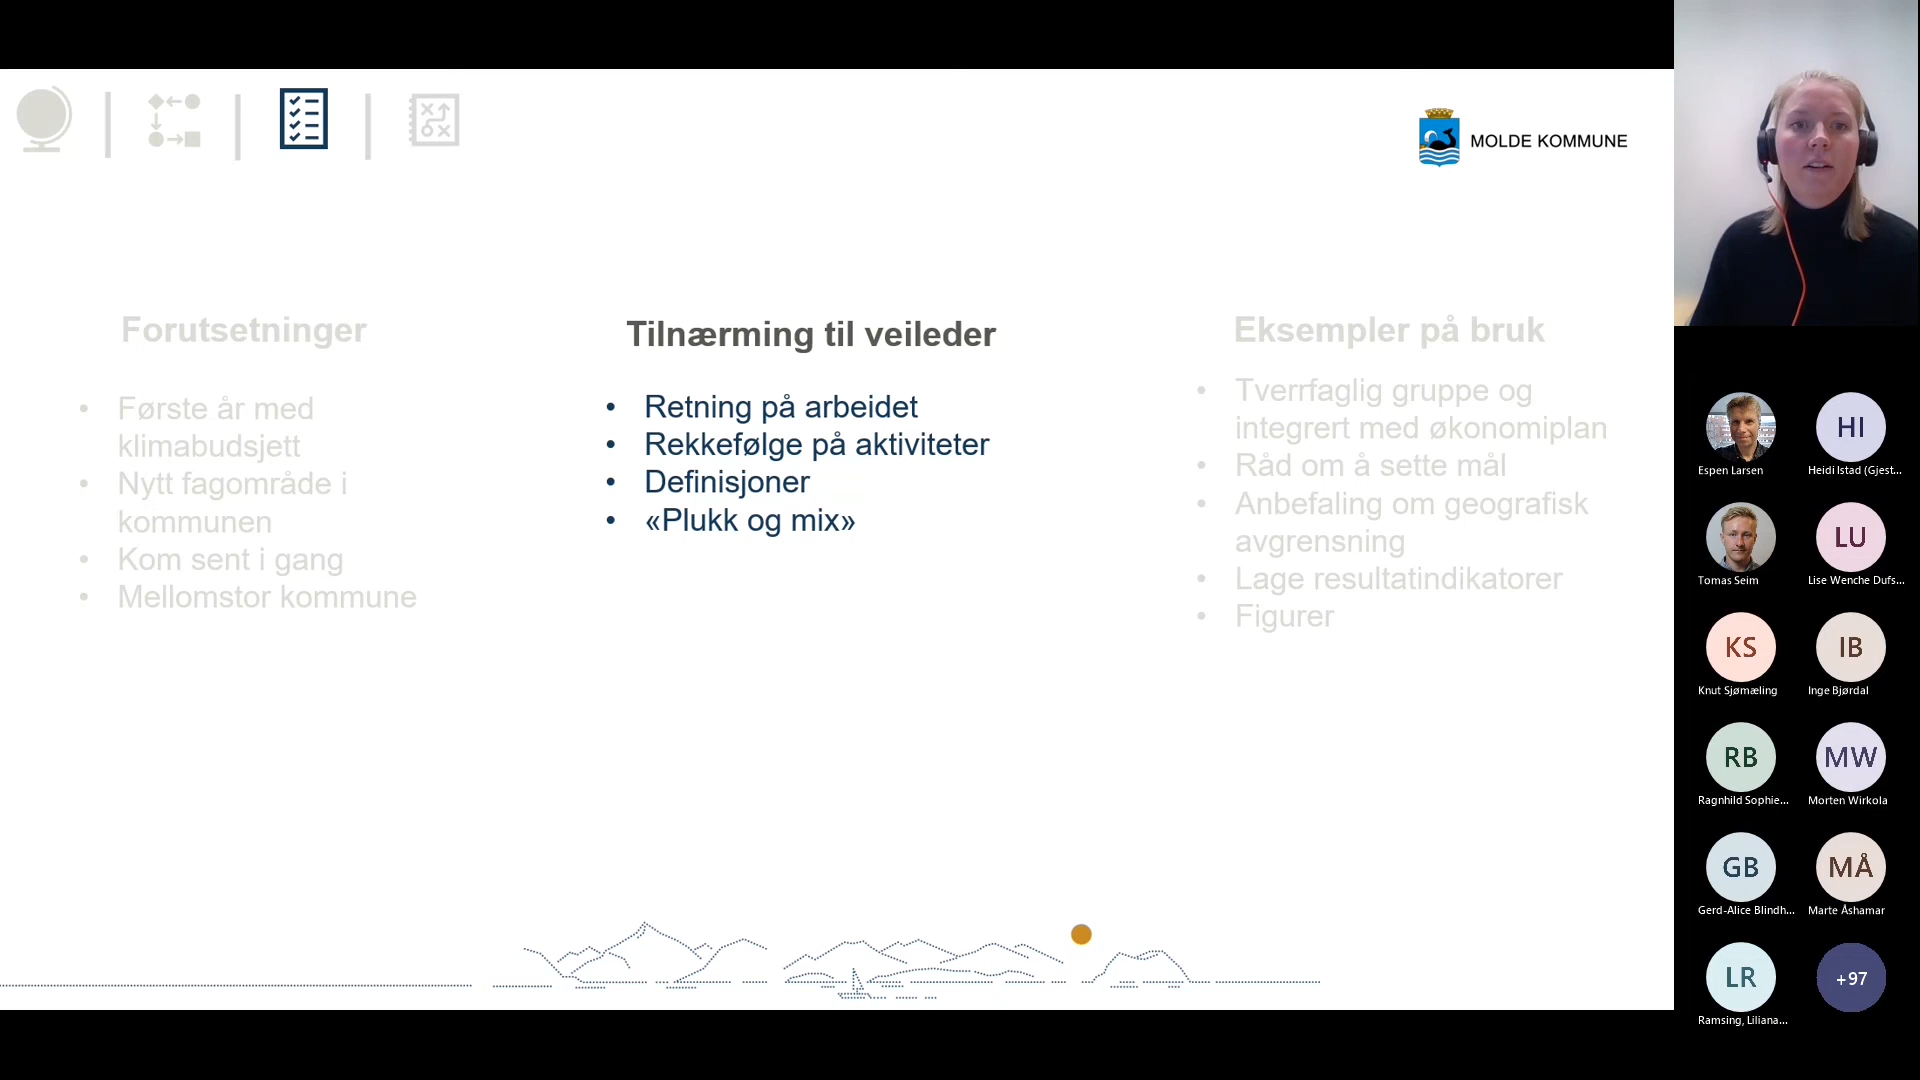 MOLDE KOMMUNE
Forutsetninger
• Første år med
klimabudsjett
• Nytt fagområde i
kommunen
• Kom sent i gang
• Mellomstor kommune
Tilnærming til veileder
• Retning på arbeidet
• Rekkefølge på aktiviteter
• Definisjoner
• «Plukk og mix»
Eksempler på bruk
• Tverrfaglig gruppe og
integrert med økonomiplan
• Råd om å sette mål
• Anbefaling om geografisk
avgrensning
• Lage resultatindikatorer
• Figurer
Espen Larsen
HI
Heidi Istad (Gjest...
Tomas Seim
LU
Lise Wenche Dufs...
KS
Knut Sjømæling
IB
Inge Bjørdal
RB
Ragnhild Sophie...
MW
Morten Wirkola
GB
Gerd-Alice Blindh...
MÅ
Marte Åshamar
LR
Ramsing, Liliana...
+97